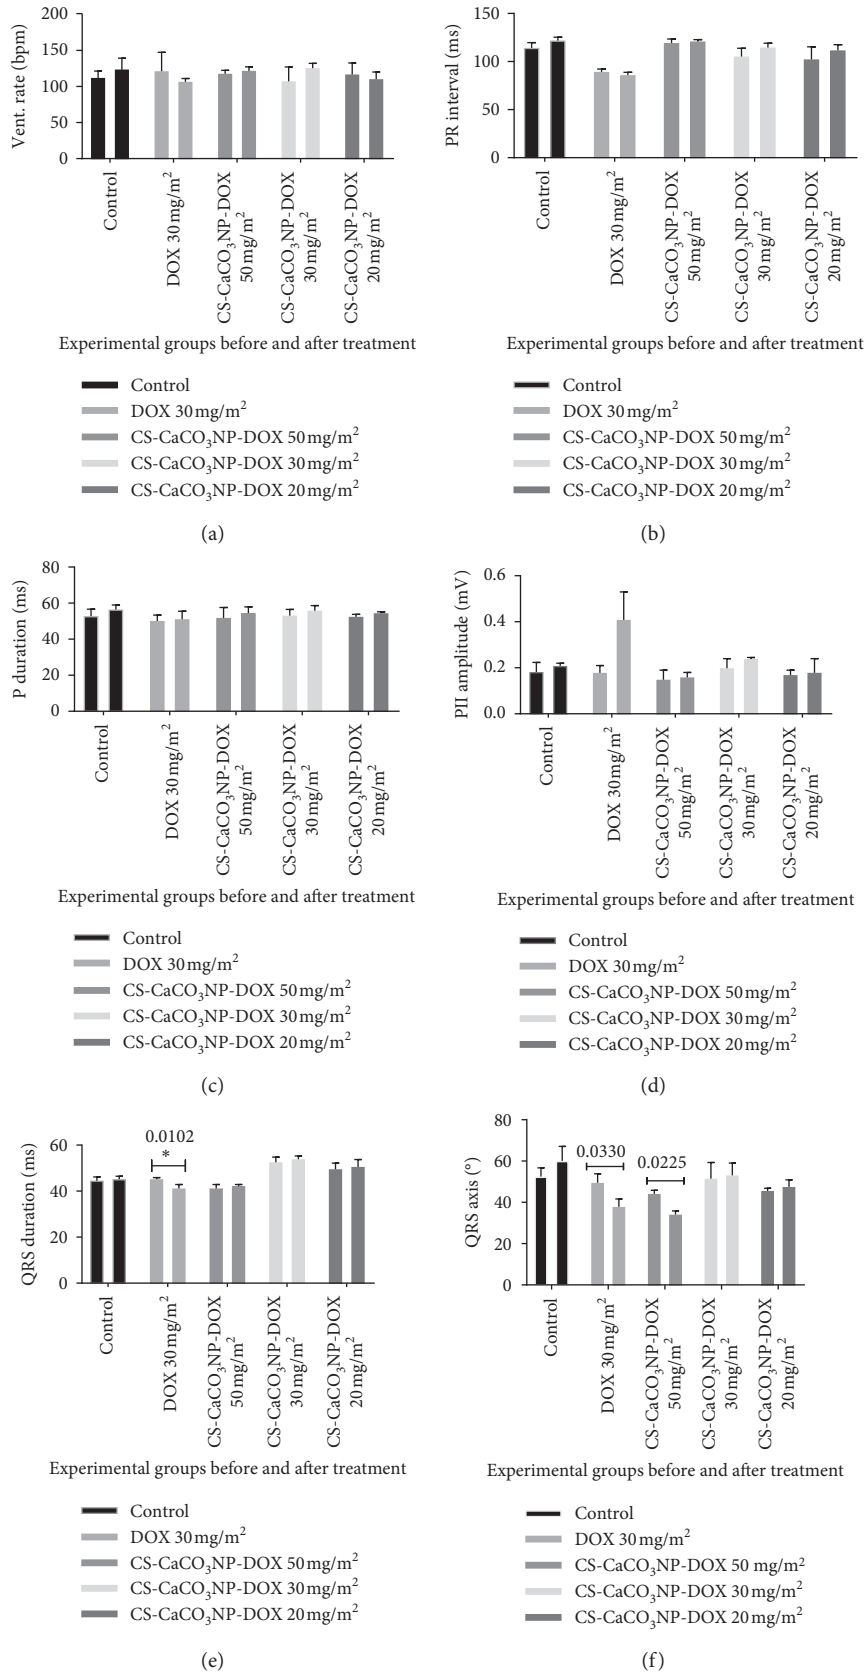 200
150
100
50
0
Vent. rate (bpm)
Control
DOX 30 mg/m²
CS-CaCO₃NP-DOX
50 mg/m²
CS-CaCO₃NP-DOX
30 mg/m²
CS-CaCO₃NP-DOX
20 mg/m²
Experimental groups before and after treatment
Control
DOX 30 mg/m²
CS-CaCO₃NP-DOX 50 mg/m²
CS-CaCO₃NP-DOX 30 mg/m²
CS-CaCO₃NP-DOX 20 mg/m²
(a)
150
100
50
0
PR interval (ms)
Control
DOX 30 mg/m²
CS-CaCO₃NP-DOX
50 mg/m²
CS-CaCO₃NP-DOX
30 mg/m²
CS-CaCO₃NP-DOX
20 mg/m²
Experimental groups before and after treatment
Control
DOX 30 mg/m²
CS-CaCO₃NP-DOX 50 mg/m²
CS-CaCO₃NP-DOX 30 mg/m²
CS-CaCO₃NP-DOX 20 mg/m²
(b)
80
60
40
20
0
P duration (ms)
Control
DOX 30 mg/m²
CS-CaCO₃NP-DOX
50 mg/m²
CS-CaCO₃NP-DOX
30 mg/m²
CS-CaCO₃NP-DOX
20 mg/m²
Experimental groups before and after treatment
Control
DOX 30 mg/m²
CS-CaCO₃NP-DOX 50 mg/m²
CS-CaCO₃NP-DOX 30 mg/m²
CS-CaCO₃NP-DOX 20 mg/m²
(c)
0.6
0.4
0.2
0.0
PII amplitude (mV)
Control
DOX 30 mg/m²
CS-CaCO₃NP-DOX
50 mg/m²
CS-CaCO₃NP-DOX
30 mg/m²
CS-CaCO₃NP-DOX
20 mg/m²
Experimental groups before and after treatment
Control
DOX 30 mg/m²
CS-CaCO₃NP-DOX 50 mg/m²
CS-CaCO₃NP-DOX 30 mg/m²
CS-CaCO₃NP-DOX 20 mg/m²
(d)
60
40
20
0
QRS duration (ms)
0.0102
*
Control
DOX 30 mg/m²
CS-CaCO₃NP-DOX
50 mg/m²
CS-CaCO₃NP-DOX
30 mg/m²
CS-CaCO₃NP-DOX
20 mg/m²
Experimental groups before and after treatment
Control
DOX 30 mg/m²
CS-CaCO₃NP-DOX 50 mg/m²
CS-CaCO₃NP-DOX 30 mg/m²
CS-CaCO₃NP-DOX 20 mg/m²
(e)
80
60
40
20
0
QRS axis (°)
0.0330
0.0225
Control
DOX 30 mg/m²
CS-CaCO₃NP-DOX
50 mg/m²
CS-CaCO₃NP-DOX
30 mg/m²
CS-CaCO₃NP-DOX
20 mg/m²
Experimental groups before and after treatment
Control
DOX 30 mg/m²
CS-CaCO₃NP-DOX 50 mg/m²
CS-CaCO₃NP-DOX 30 mg/m²
CS-CaCO₃NP-DOX 20 mg/m²
(f)